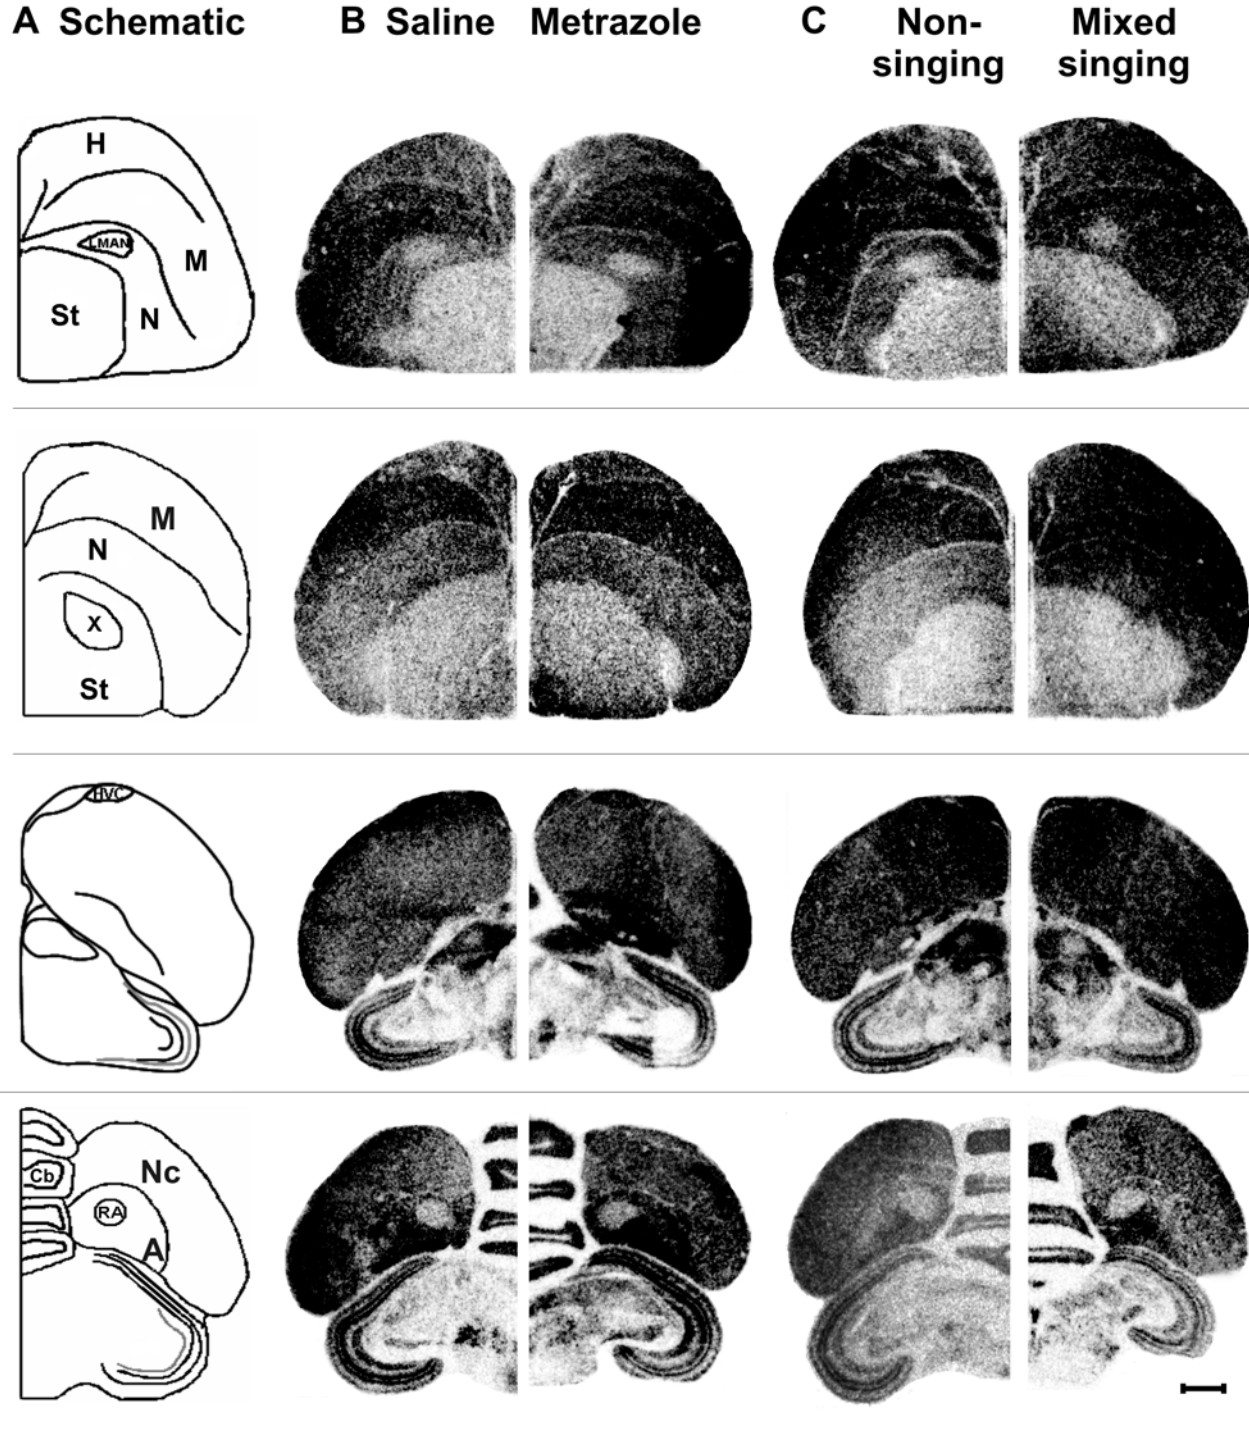 A Schematic
B Saline Metrazole
C Non-singing
Mixed singing
H
LMAN
M
St
N
M
N
X
St
HVC
Nc
Cb
RA
A